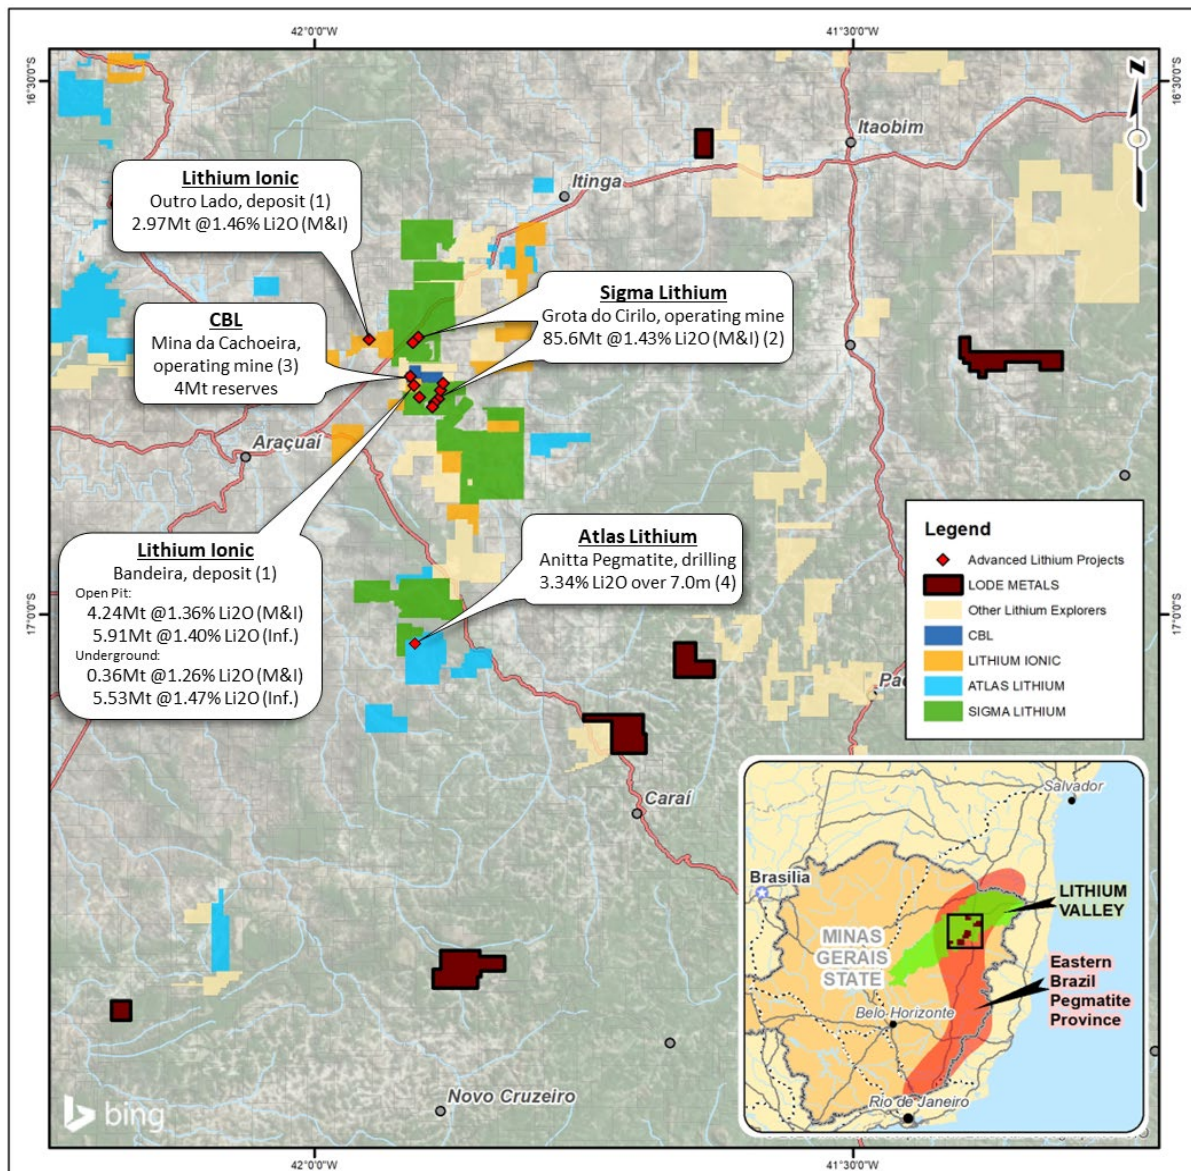 42°0'0"W
41°30'0"W
16°30'0"S
16°30'0"S
Itaobim
Itinga
Lithium Ionic
Outro Lado, deposit (1)
2.97Mt @1.46% Li2O (M&I)
Sigma Lithium
Grota do Cirilo, operating mine
85.6Mt @1.43% Li2O (M&I) (2)
CBL
Mina da Cachoeira,
operating mine (3)
4Mt reserves
Araçuaí
Lithium Ionic
Bandeira, deposit (1)
Open Pit:
4.24Mt @1.36% Li2O (M&I)
5.91Mt @1.40% Li2O (Inf.)
Underground:
0.36Mt @1.26% Li2O (M&I)
5.53Mt @1.47% Li2O (Inf.)
Atlas Lithium
Anitta Pegmatite, drilling
3.34% Li2O over 7.0m (4)
Legend
Advanced Lithium Projects
LODE METALS
Other Lithium Explorers
CBL
LITHIUM IONIC
ATLAS LITHIUM
SIGMA LITHIUM
17°0'0"S
17°0'0"S
Caraí
Novo Cruzeiro
bing
Salvador
Brasilia
LITHIUM
VALLEY
MINAS
GERAIS
STATE
Eastern
Brazil
Pegmatite
Province
Belo Horizonte
Rio de Janeiro
42°0'0"W
41°30'0"W